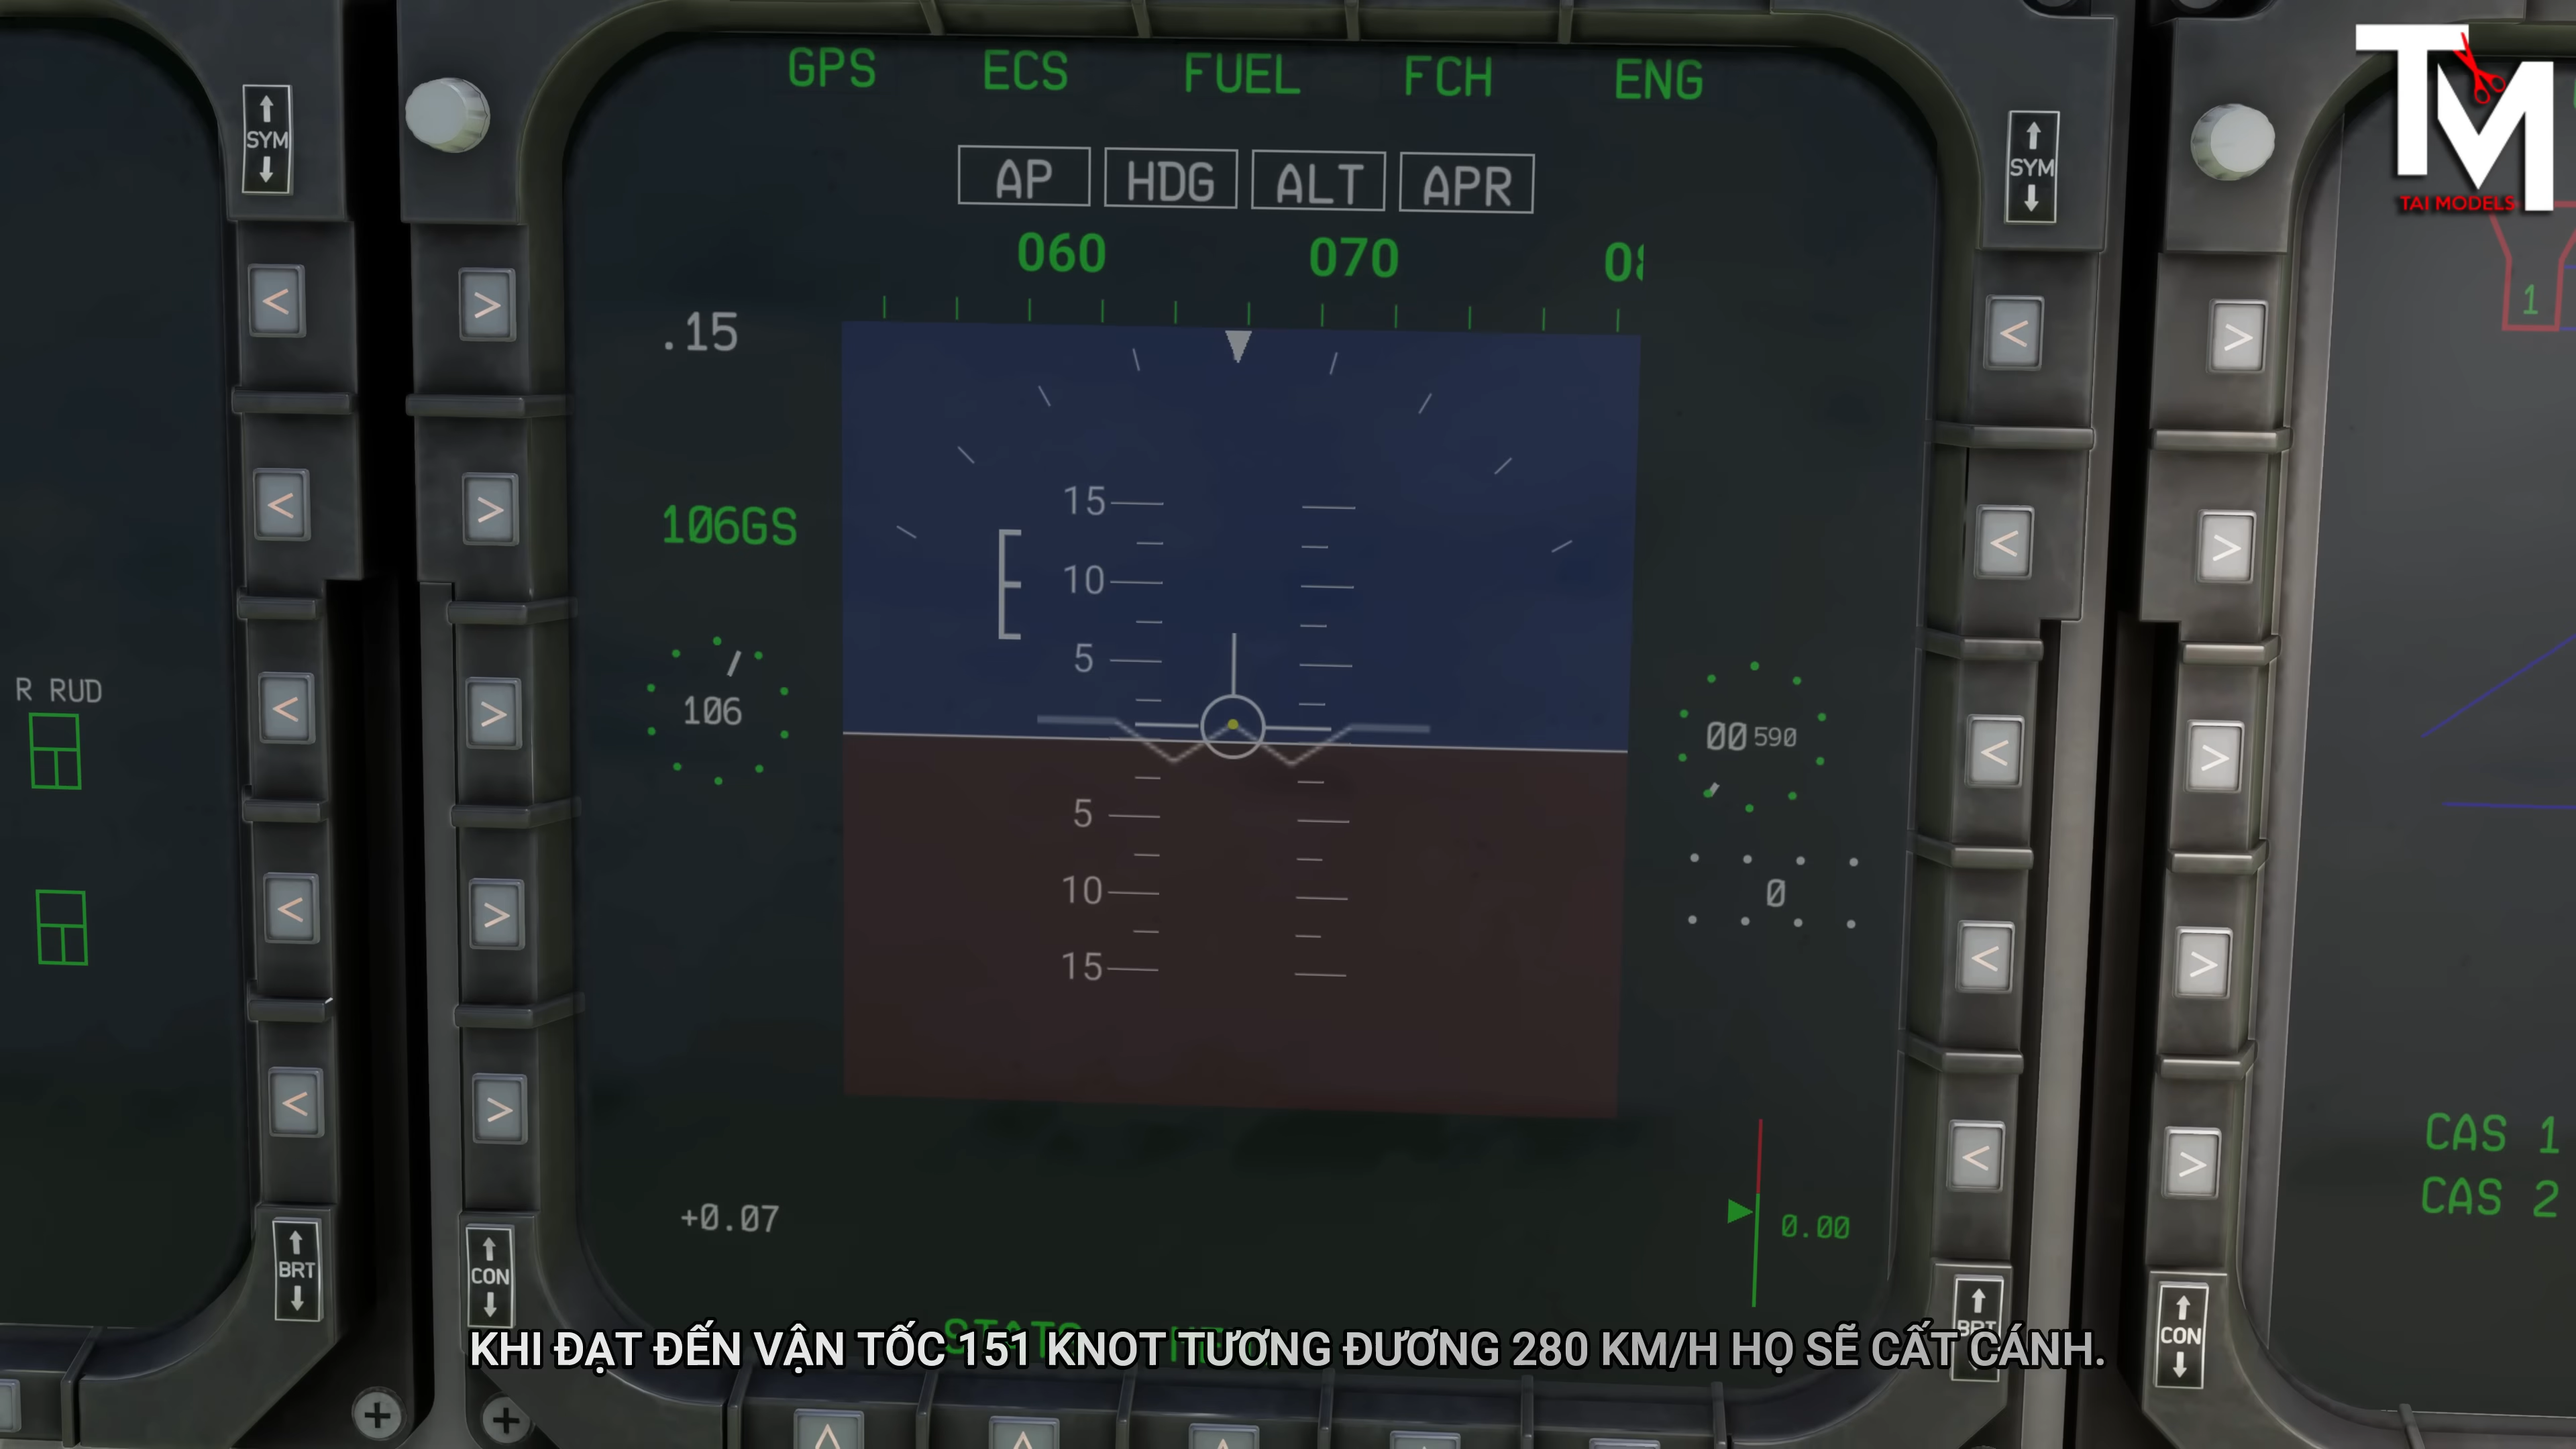 GPS ECS FUEL FCH ENG
TM
TAI MODELS
SYM
SYM
AP HDG ALT APR
060 070
.15
1
15
106GS
10
5
R RUD
106
00 590
5
0
10
15
CAS 1
CAS 2
+0.07
0.00
BRT
CON
BRT
CON
KHI ĐẠT ĐẾN VẬN TỐC 151 KNOT TƯƠNG ĐƯƠNG 280 KM/H HỌ SẼ CẤT CÁNH.